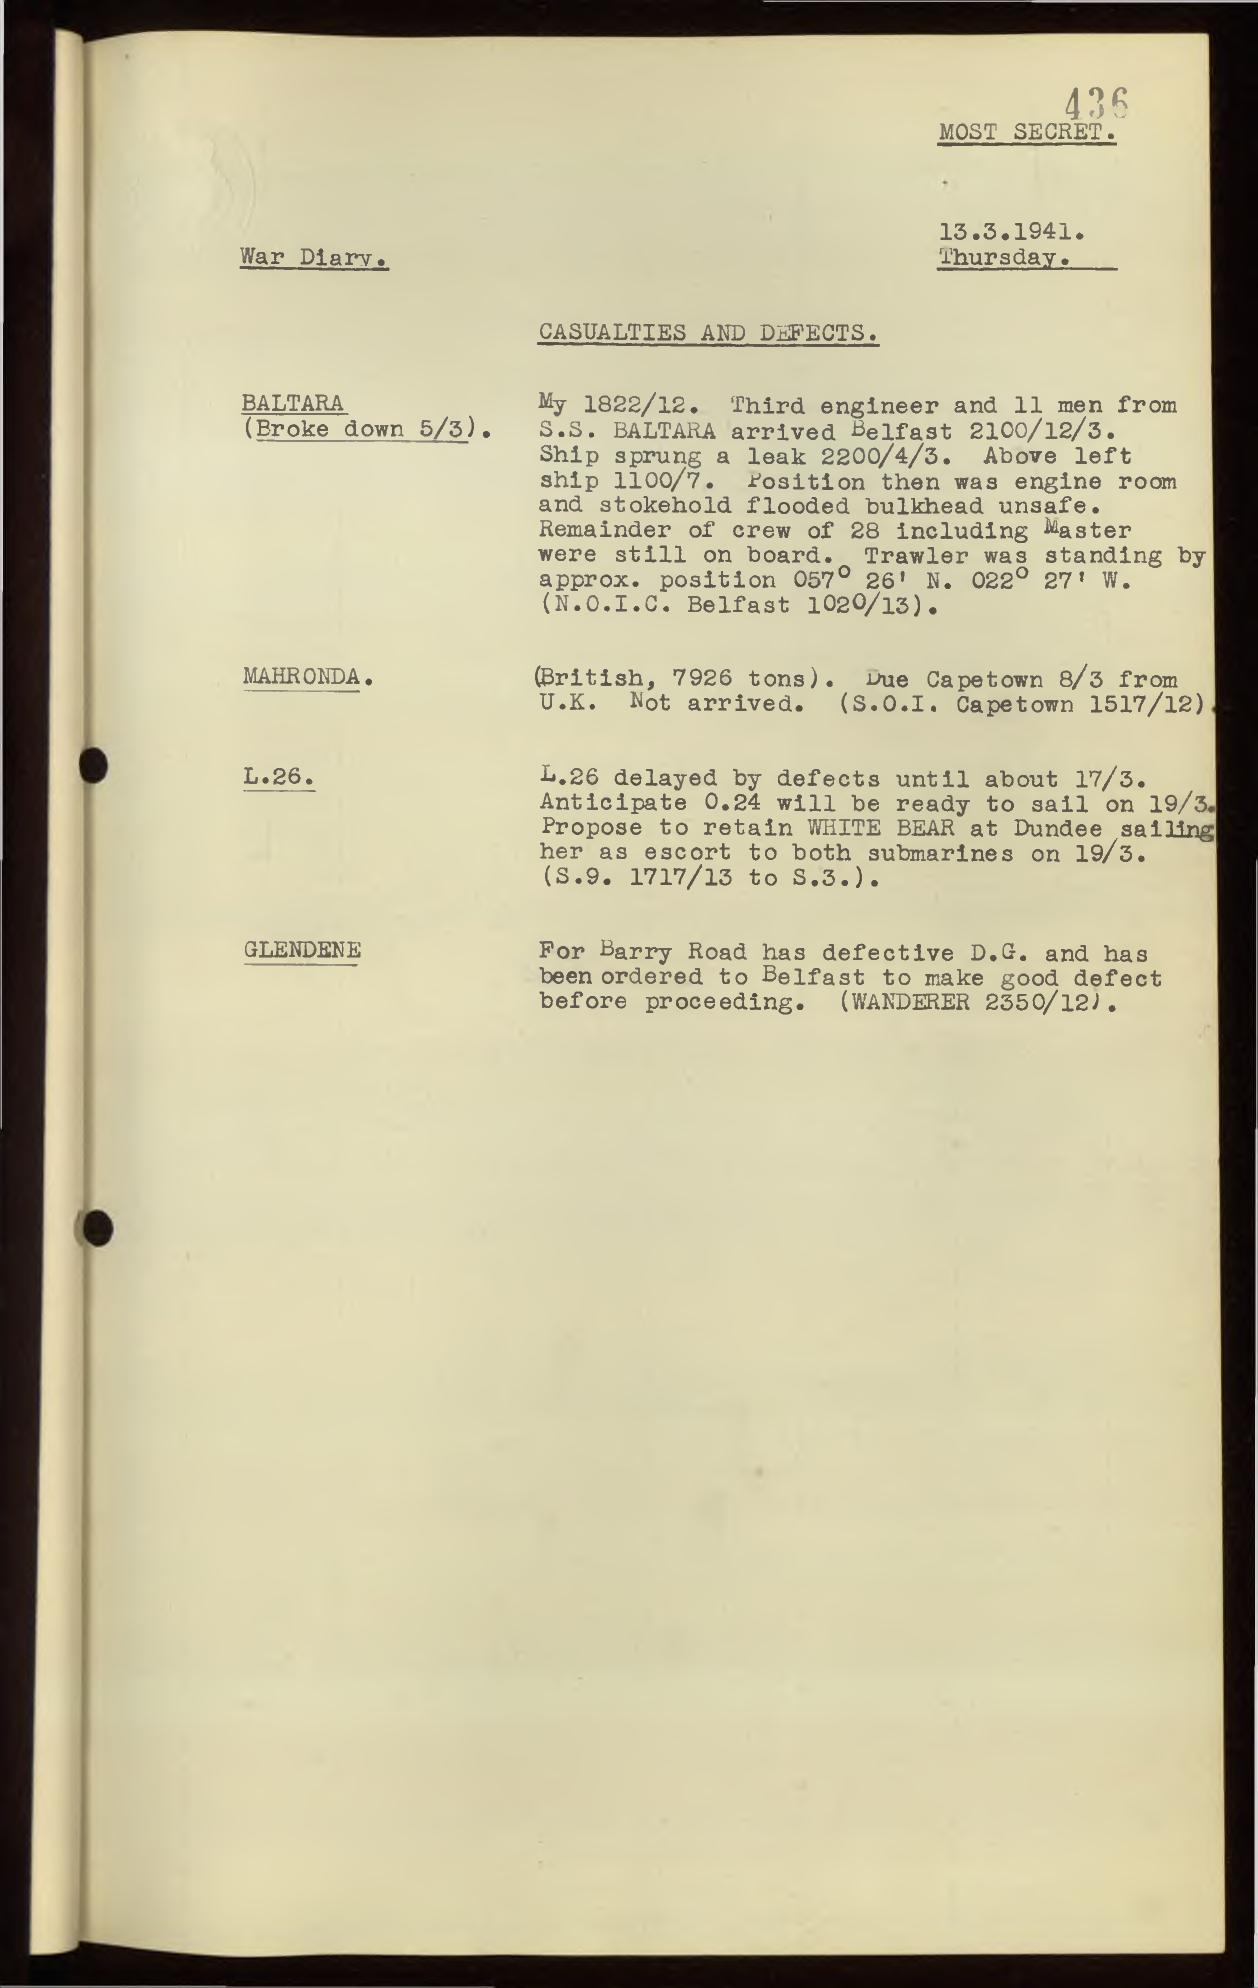 436
MOST SECRET.
13.3.1941.
War Diary.
Thursday.
CASUALTIES AND DEFECTS.
BALTARA
(Broke down 5/3).
My 1822/12. Third engineer and 11 men from
S.S. BALTARA arrived Belfast 2100/12/3.
Ship sprung a leak 2200/4/3. Above left
ship 1100/7. Position then was engine room
and stokehold flooded bulkhead unsafe.
Remainder of crew of 28 including Master
were still on board. Trawler was standing by
approx. position 057° 26' N. 022° 27' W.
(N.O.I.C. Belfast 1020/13).
MAHRONDA.
(British, 7926 tons). Due Capetown 8/3 from
U.K. Not arrived. (S.O.I. Capetown 1517/12).
L.26.
L.26 delayed by defects until about 17/3.
Anticipate O.24 will be ready to sail on 19/3.
Propose to retain WHITE BEAR at Dundee sailing
her as escort to both submarines on 19/3.
(S.9. 1717/13 to S.3.).
GLENDENE
For Barry Road has defective D.G. and has
been ordered to Belfast to make good defect
before proceeding. (WANDERER 2350/12).